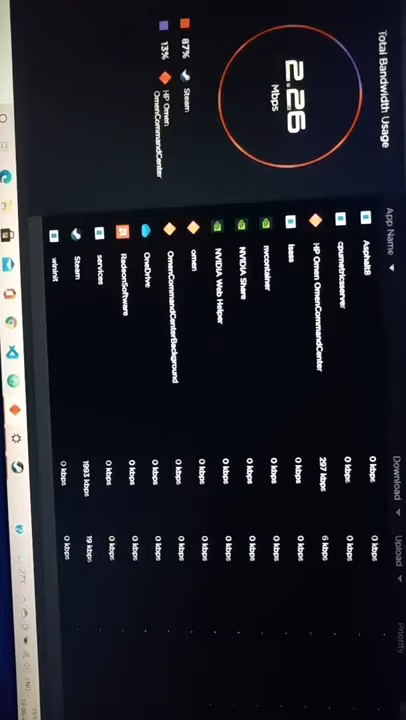 Total Bandwidth Usage
2.26
Mbps
87% Steam
13% HP Omen
OmenCommandCenter
App Name Download Upload Priority
Asphalt8 0 kbps 0 kbps
cpumetricsserver 0 kbps 0 kbps
HP Omen OmenCommandCenter 297 kbps 6 kbps
lsass 0 kbps 0 kbps
nvcontainer 0 kbps 0 kbps
NVIDIA Share 0 kbps 0 kbps
NVIDIA Web Helper 0 kbps 0 kbps
omen 0 kbps 0 kbps
OmenCommandCenterBackground 0 kbps 0 kbps
OneDrive 0 kbps 0 kbps
RadeonSoftware 0 kbps 0 kbps
services 0 kbps 0 kbps
Steam 1993 kbps 19 kbps
wininit 0 kbps 0 kbps
27°C ENG